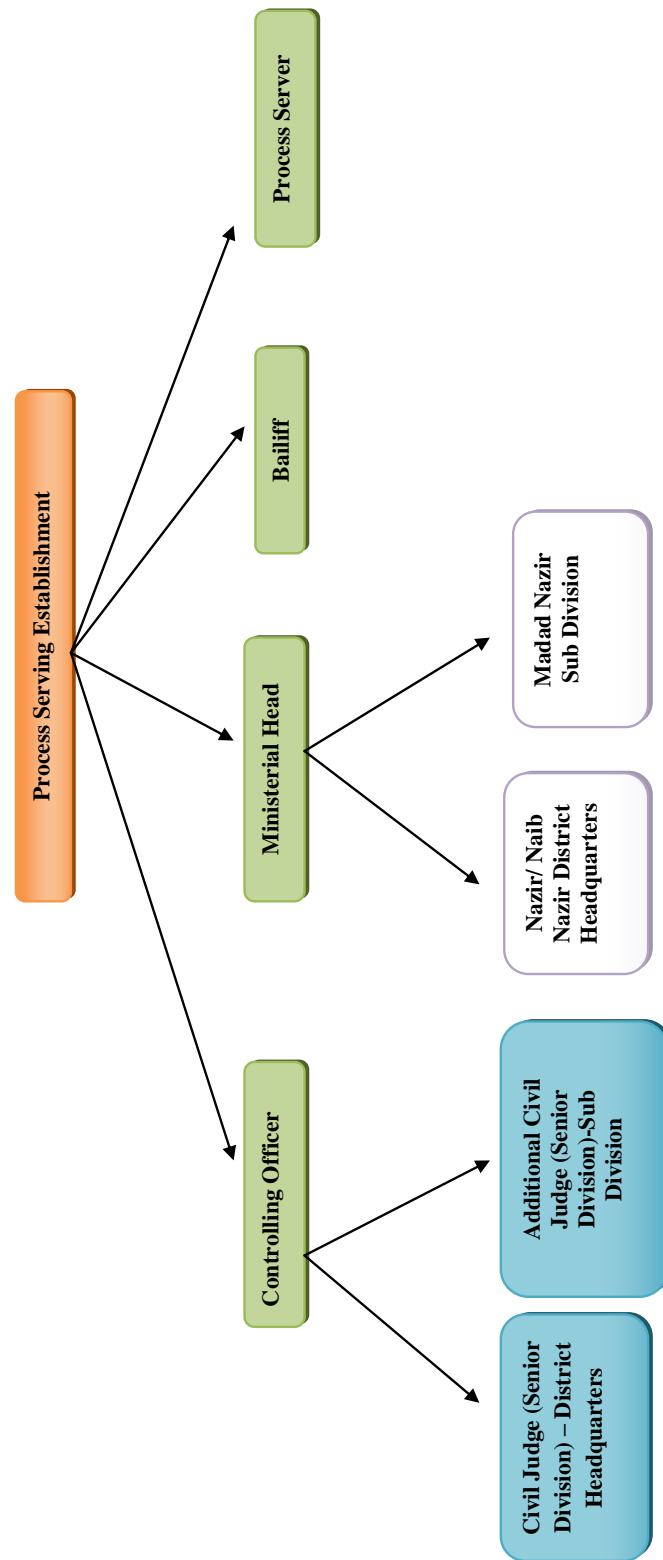 Process Serving Establishment
Controlling Officer
Ministerial Head
Bailiff
Process Server
Civil Judge (Senior
Division) – District
Headquarters
Additional Civil
Judge (Senior
Division)-Sub
Division
Nazir/ Naib
Nazir District
Headquarters
Madad Nazir
Sub Division